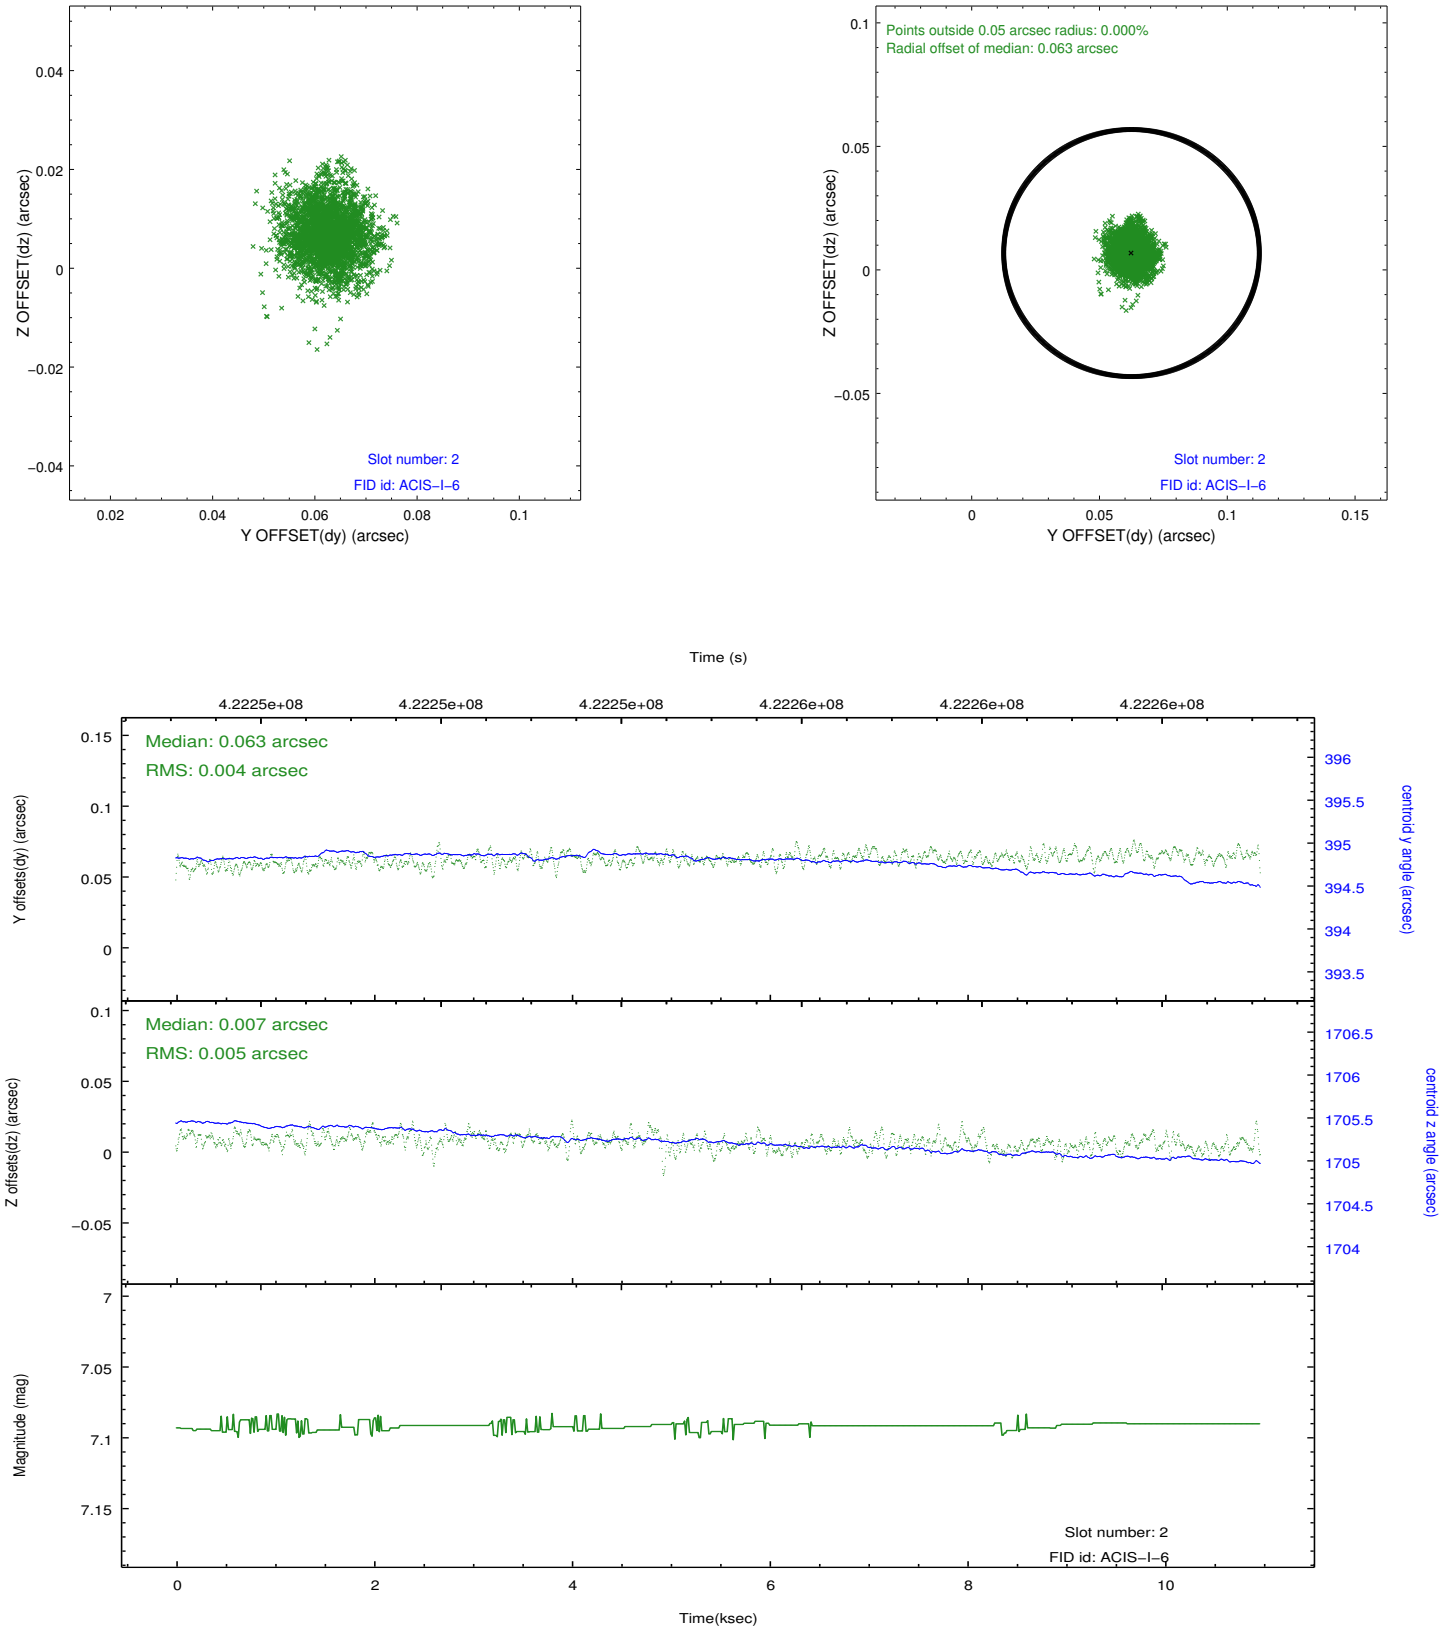 0.04
0.02
0
−0.02
−0.04
Z OFFSET(dz) (arcsec)
0.02 0.04 0.06 0.08 0.1
Y OFFSET(dy) (arcsec)
Slot number: 2
FID id: ACIS−I−6
Points outside 0.05 arcsec radius: 0.000%
Radial offset of median: 0.063 arcsec
0.1
0.05
0
−0.05
Z OFFSET(dz) (arcsec)
0 0.05 0.1 0.15
Y OFFSET(dy) (arcsec)
Slot number: 2
FID id: ACIS−I−6
Time (s)
4.2225e+08 4.2225e+08 4.2225e+08 4.2226e+08 4.2226e+08 4.2226e+08
Median: 0.063 arcsec
RMS: 0.004 arcsec
0.15
0.1
0.05
0
Y offsets(dy) (arcsec)
396
395.5
395
394.5
394
393.5
centroid y angle (arcsec)
Median: 0.007 arcsec
RMS: 0.005 arcsec
0.1
0.05
0
−0.05
Z offsets(dz) (arcsec)
1706.5
1706
1705.5
1705
1704.5
1704
centroid z angle (arcsec)
7
7.05
7.1
7.15
Magnitude (mag)
Slot number: 2
FID id: ACIS−I−6
0 2 4 6 8 10
Time(ksec)